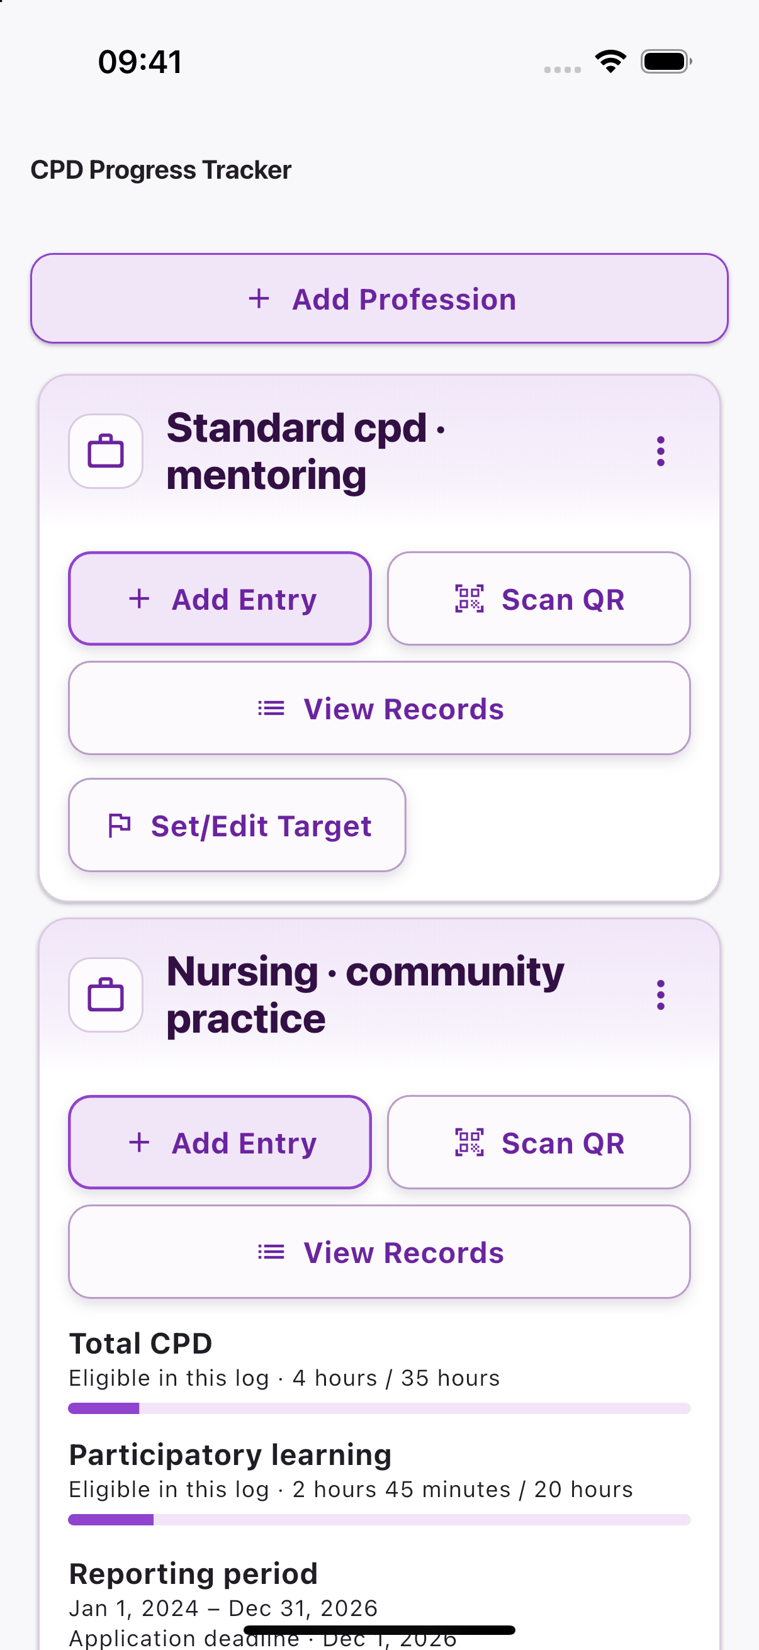 09:41
CPD Progress Tracker
Add Profession
Standard cpd ·
mentoring
Add Entry
Scan QR
View Records
Set/Edit Target
Nursing · community
practice
Add Entry
Scan QR
View Records
Total CPD
Eligible in this log · 4 hours / 35 hours
Participatory learning
Eligible in this log · 2 hours 45 minutes / 20 hours
Reporting period
Jan 1, 2024 – Dec 31, 2026
Application deadline · Dec 1, 2026